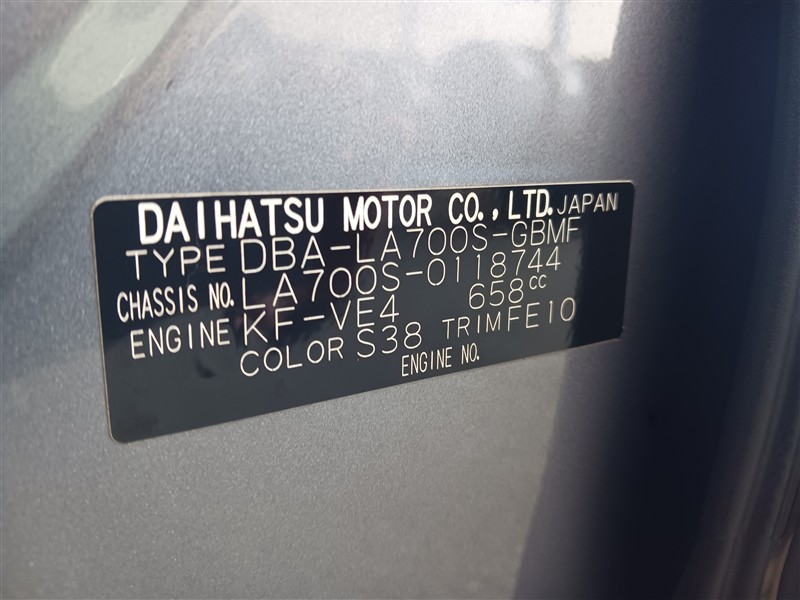 DAIHATSU MOTOR CO., LTD. JAPAN
TYPE DBA-LA700S-GBMF
CHASSIS NO. LA700S-0118744
ENGINE KF-VE4 658cc
COLOR S38 TRIM FE10
ENGINE NO.